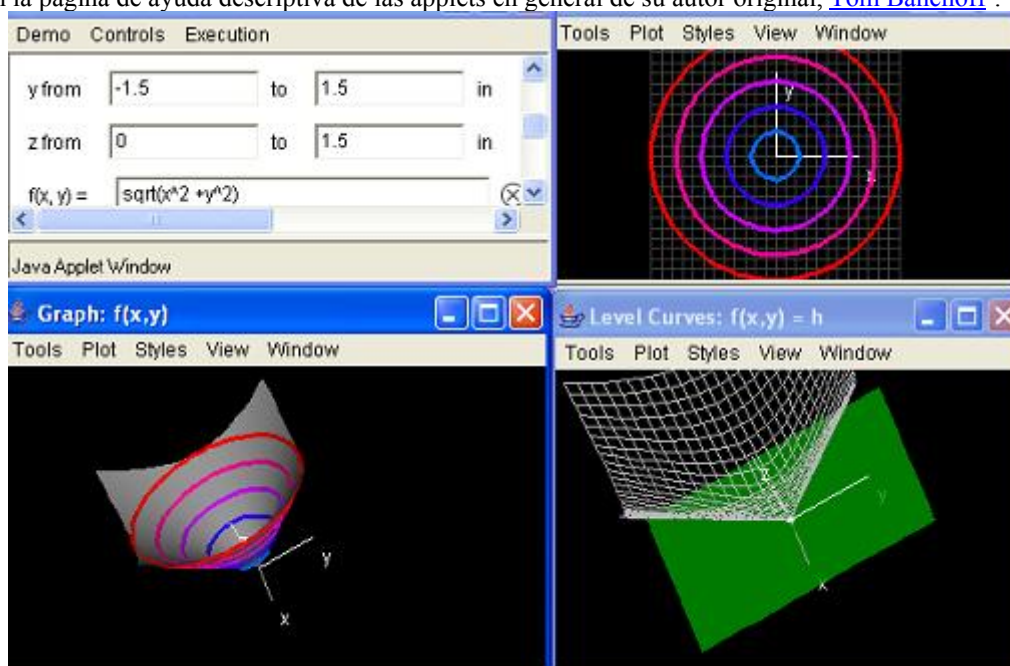 la página de ayuda descriptiva de las applets en general de su autor original, Tom Banchoff .
Demo Controls Execution
y from -1.5 to 1.5 in
z from 0 to 1.5 in
f(x, y) = sqrt(x^2 +y^2)
Java Applet Window
Tools Plot Styles View Window
y
x
Graph: f(x,y)
Tools Plot Styles View Window
y
x
Level Curves: f(x,y) = h
Tools Plot Styles View Window
z
y
x